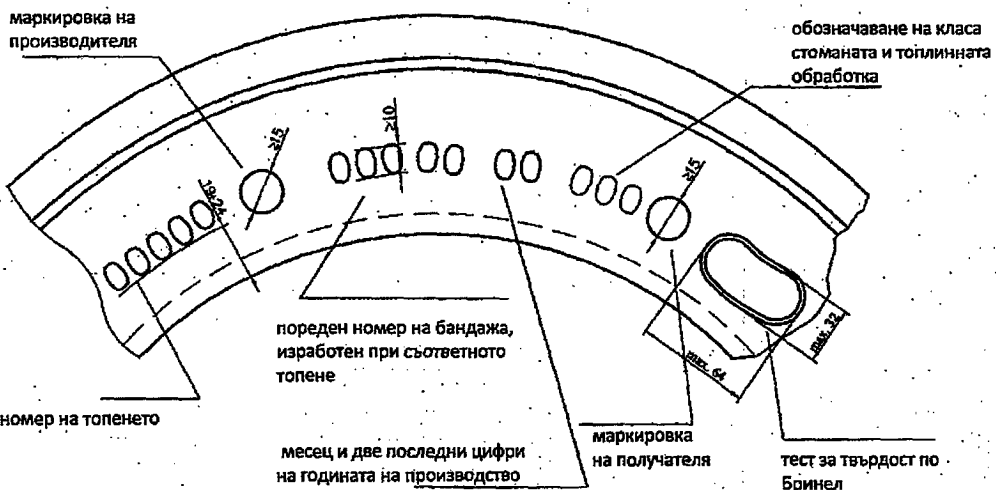 маркировка на
производителя
обозначаване на класа
стоманата и топлинната
обработка
≥15
≥10
≥15
19÷24
пореден номер на бандажа,
изработен при съответното
топене
max. 32
max. 64
номер на топенето
месец и две последни цифри
на годината на производство
маркировка
на получателя
тест за твърдост по
Бринел